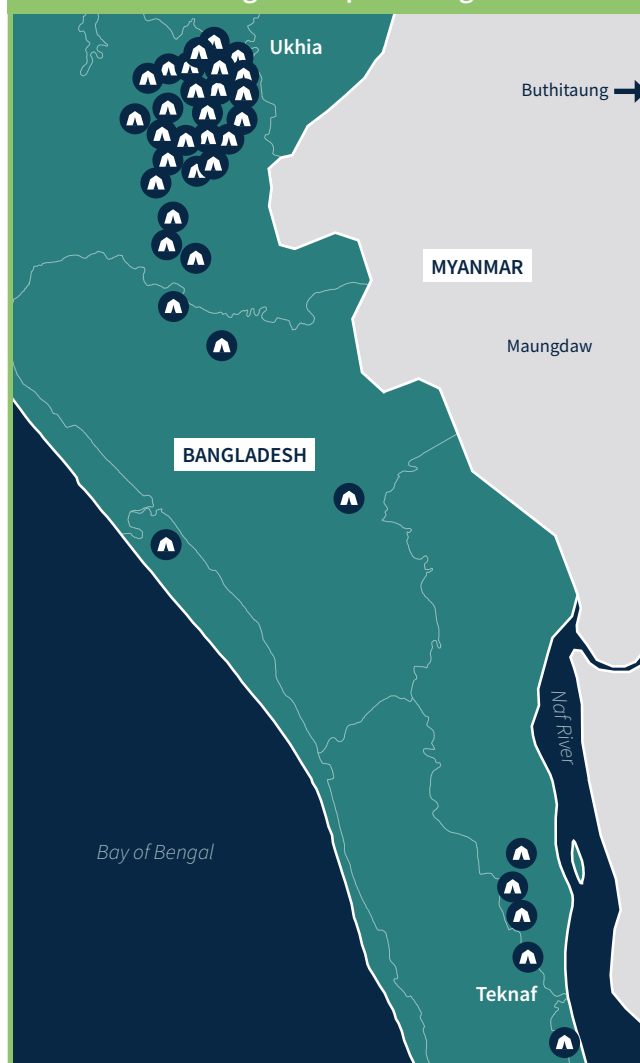 Ukhia
Buthitaung
MYANMAR
Maungdaw
BANGLADESH
Naf River
Bay of Bengal
Teknaf